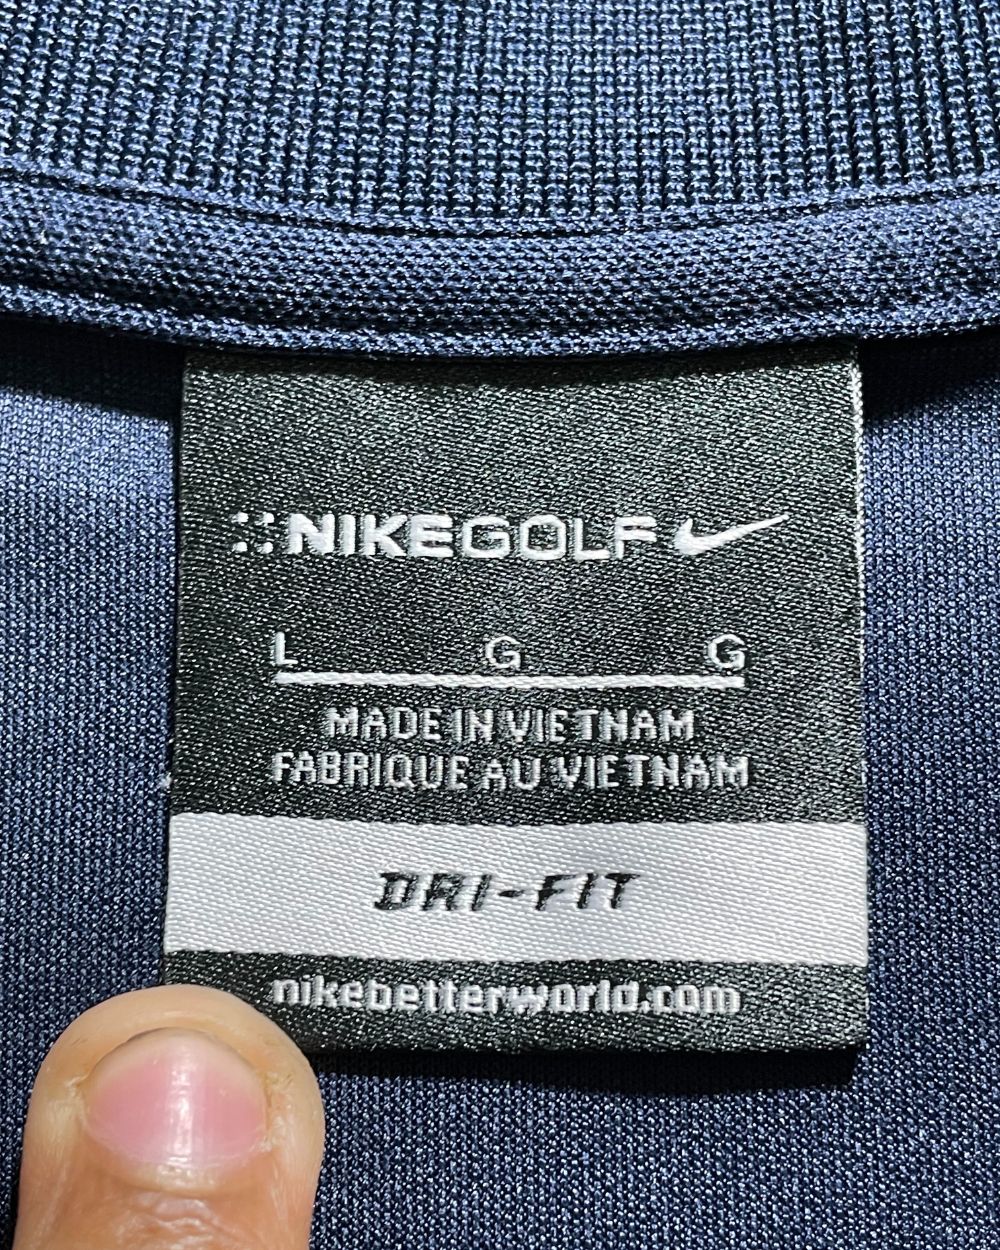 NIKEGOLF
L G G
MADE IN VIETNAM
FABRIQUE AU VIETNAM
DRI-FIT
nikebetterworld.com